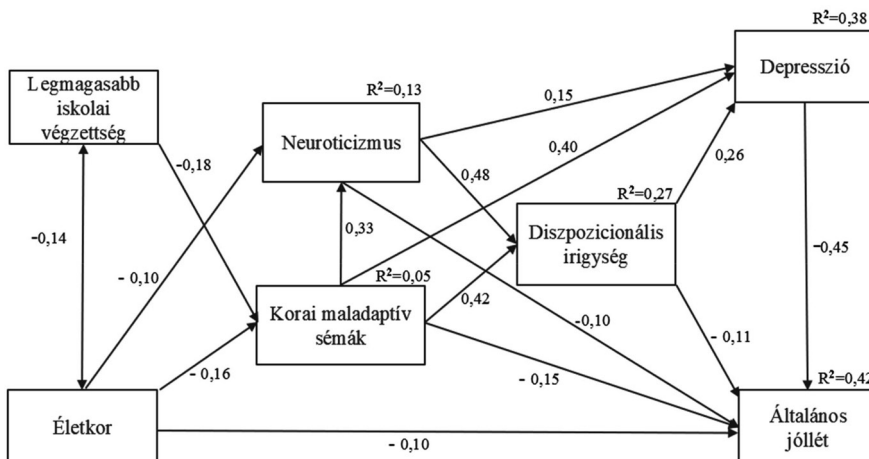 R²=0,38
Depresszió
Legmagasabb
iskolai
végzettség
R²=0,13
Neuroticizmus
0,15
0,40
-0,18
0,48
0,26
R²=0,27
Diszpozicionális
irigység
-0,14
0,33
-0,45
- 0,10
R²=0,05
Korai maladaptív
sémák
0,42
-0,10
- 0,11
- 0,16
- 0,15
R²=0,42
Életkor
Általános
jóllét
- 0,10